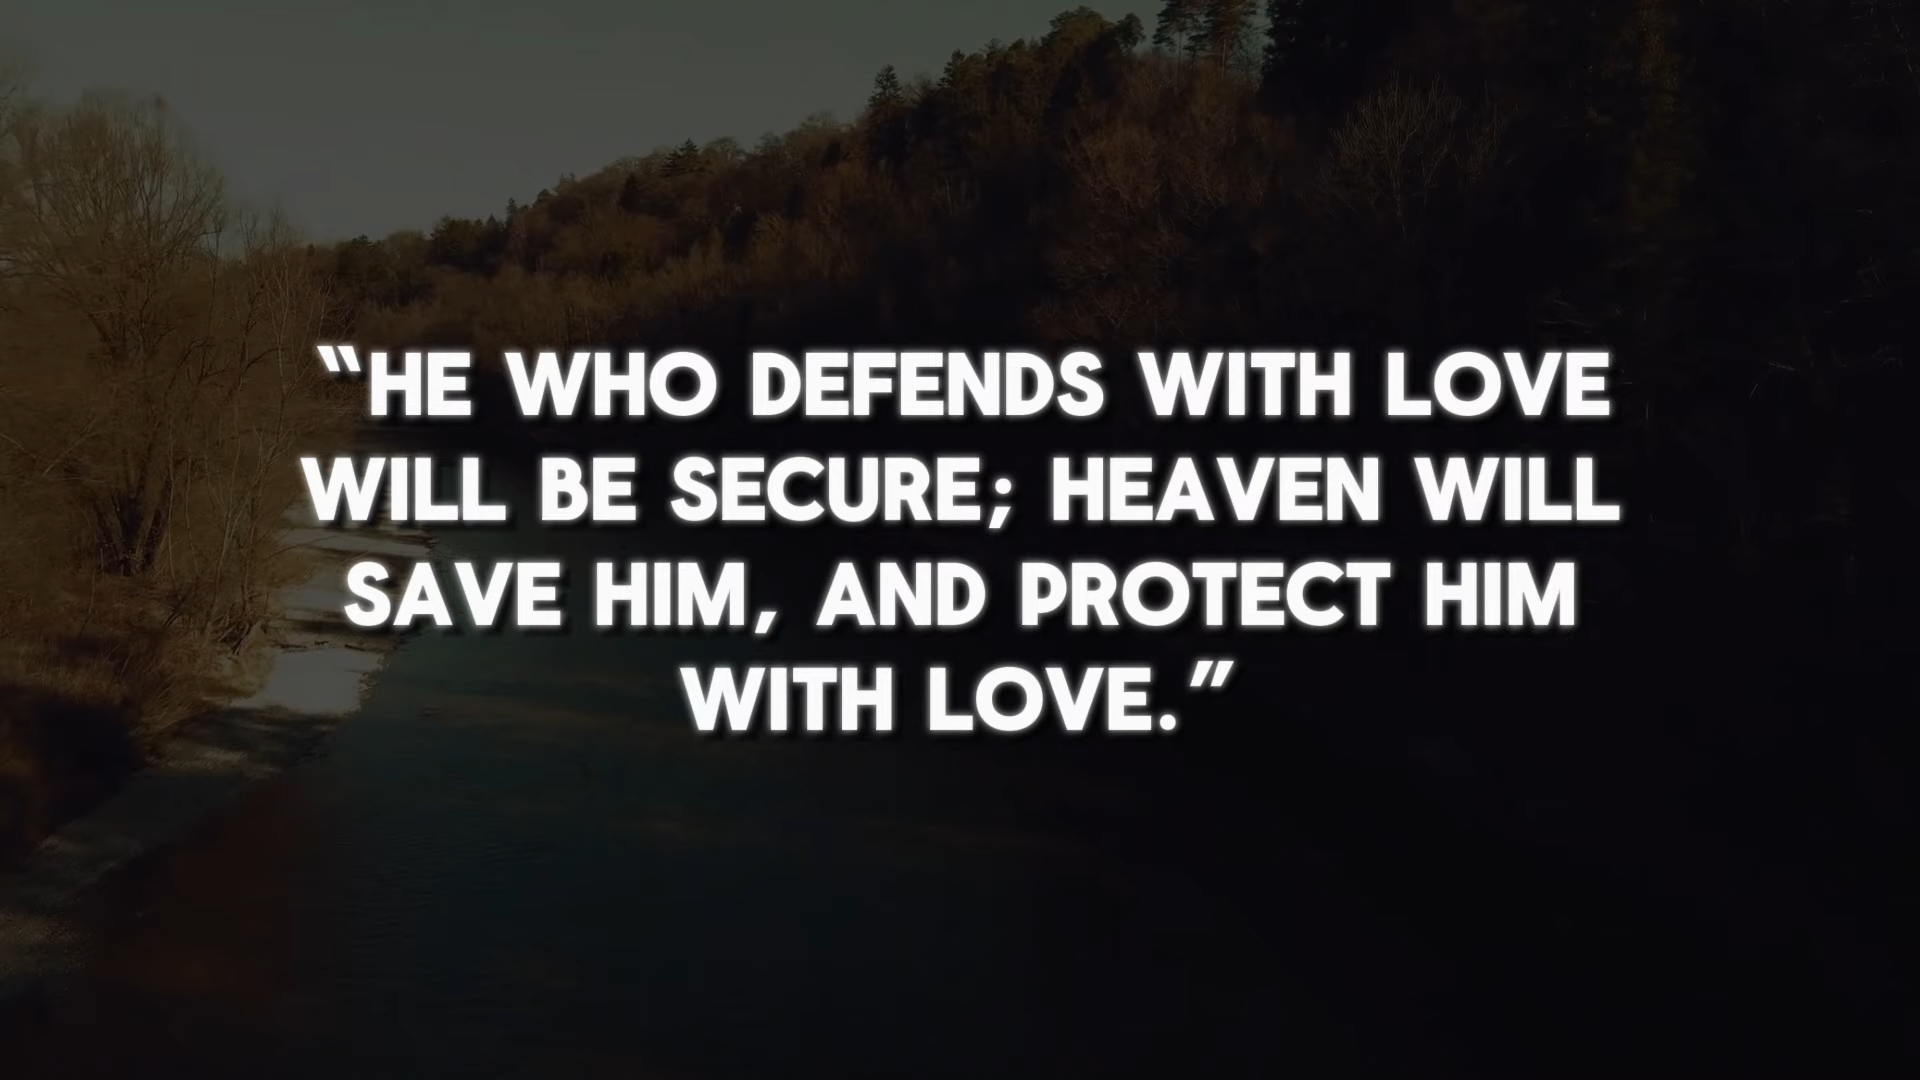 “HE WHO DEFENDS WITH LOVE
WILL BE SECURE; HEAVEN WILL
SAVE HIM, AND PROTECT HIM
WITH LOVE.”